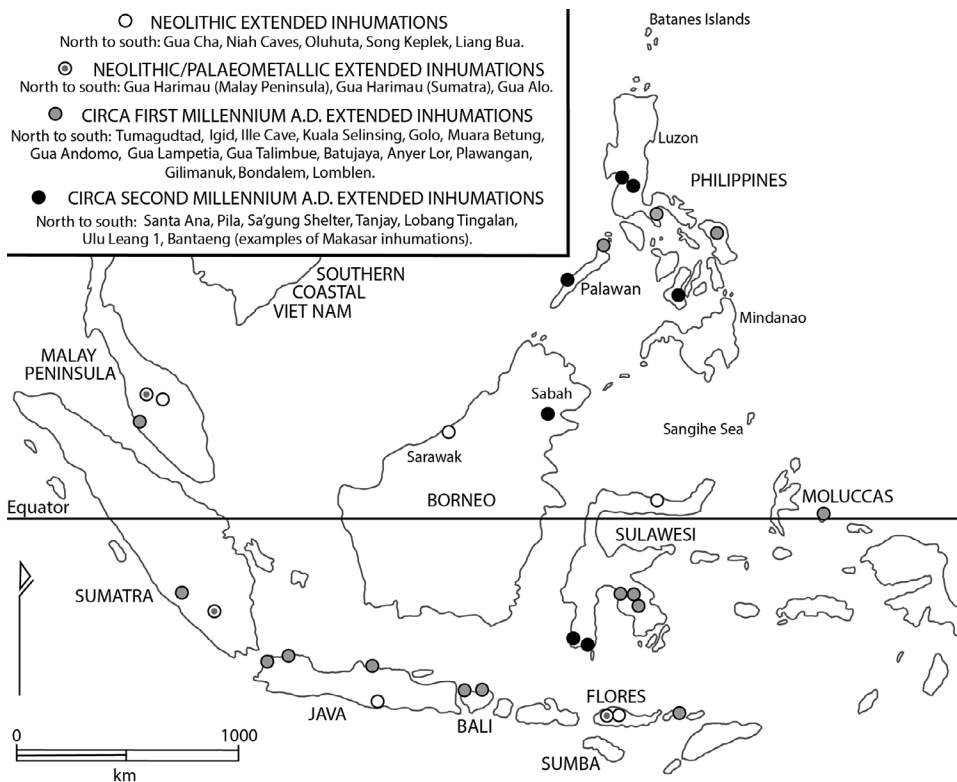 NEOLITHIC EXTENDED INHUMATIONS
North to south: Gua Cha, Niah Caves, Oluhuta, Song Keplek, Liang Bua.
NEOLITHIC/PALAEOMETALLIC EXTENDED INHUMATIONS
North to south: Gua Harimau (Malay Peninsula), Gua Harimau (Sumatra), Gua Alo.
CIRCA FIRST MILLENNIUM A.D. EXTENDED INHUMATIONS
North to south: Tumagudtad, Igid, Ille Cave, Kuala Selinsing, Golo, Muara Betung,
Gua Andomo, Gua Lampetia, Gua Talimbue, Batujaya, Anyer Lor, Plawangan,
Gilimanuk, Bondalem, Lomblen.
CIRCA SECOND MILLENNIUM A.D. EXTENDED INHUMATIONS
North to south: Santa Ana, Pila, Sa'gung Shelter, Tanjay, Lobang Tingalan,
Ulu Leang 1, Bantaeng (examples of Makasar inhumations).
Batanes Islands
Luzon
PHILIPPINES
SOUTHERN
COASTAL
VIET NAM
Palawan
Mindanao
MALAY
PENINSULA
Sabah
Sangihe Sea
Sarawak
BORNEO
MOLUCCAS
Equator
SULAWESI
SUMATRA
FLORES
JAVA
BALI
SUMBA
0
1000
km